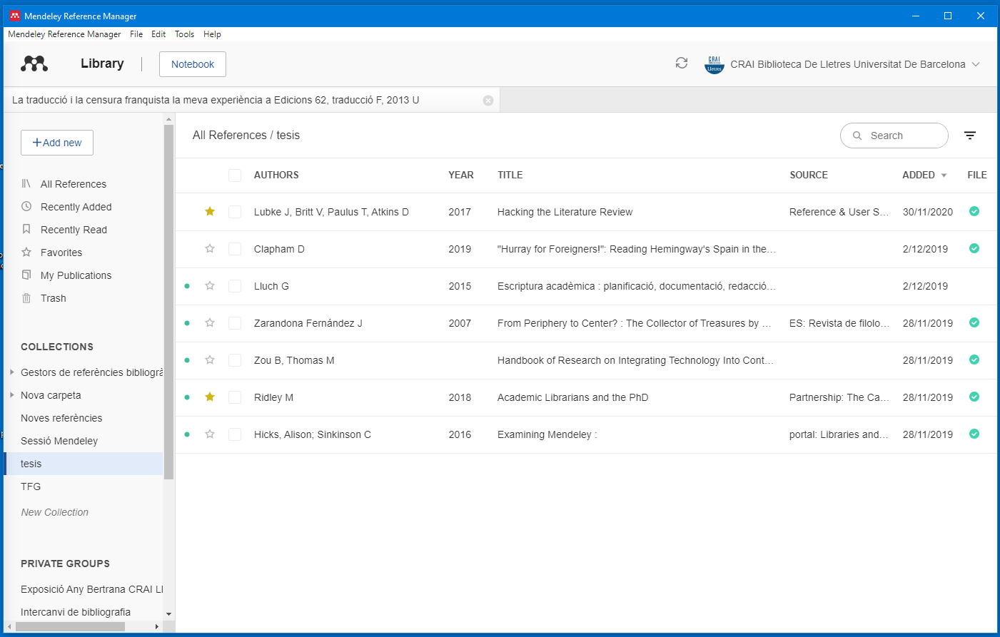 Mendeley Reference Manager
Mendeley Reference Manager File Edit Tools Help
Library
Notebook
CRAI
Lletres
CRAI Biblioteca De Lletres Universitat De Barcelona
La traducció i la censura franquista la meva experiència a Edicions 62, traducció F, 2013 U
+Add new
All References
Recently Added
Recently Read
Favorites
My Publications
Trash
COLLECTIONS
Gestors de referències bibliogrà
Nova carpeta
Noves referències
Sessió Mendeley
tesis
TFG
New Collection
PRIVATE GROUPS
Exposició Any Bertrana CRAI Ll
Intercanvi de bibliografia
All References / tesis
Search
AUTHORS YEAR TITLE SOURCE ADDED FILE
Lubke J, Britt V, Paulus T, Atkins D 2017 Hacking the Literature Review Reference & User S... 30/11/2020
Clapham D 2019 "Hurray for Foreigners!": Reading Hemingway's Spain in the... 2/12/2019
Lluch G 2015 Escriptura acadèmica : planificació, documentació, redacció... 2/12/2019
Zarandona Fernández J 2007 From Periphery to Center? : The Collector of Treasures by ... ES: Revista de filolo... 28/11/2019
Zou B, Thomas M Handbook of Research on Integrating Technology Into Cont... 28/11/2019
Ridley M 2018 Academic Librarians and the PhD Partnership: The Ca... 28/11/2019
Hicks, Alison; Sinkinson C 2016 Examining Mendeley : portal: Libraries and... 28/11/2019